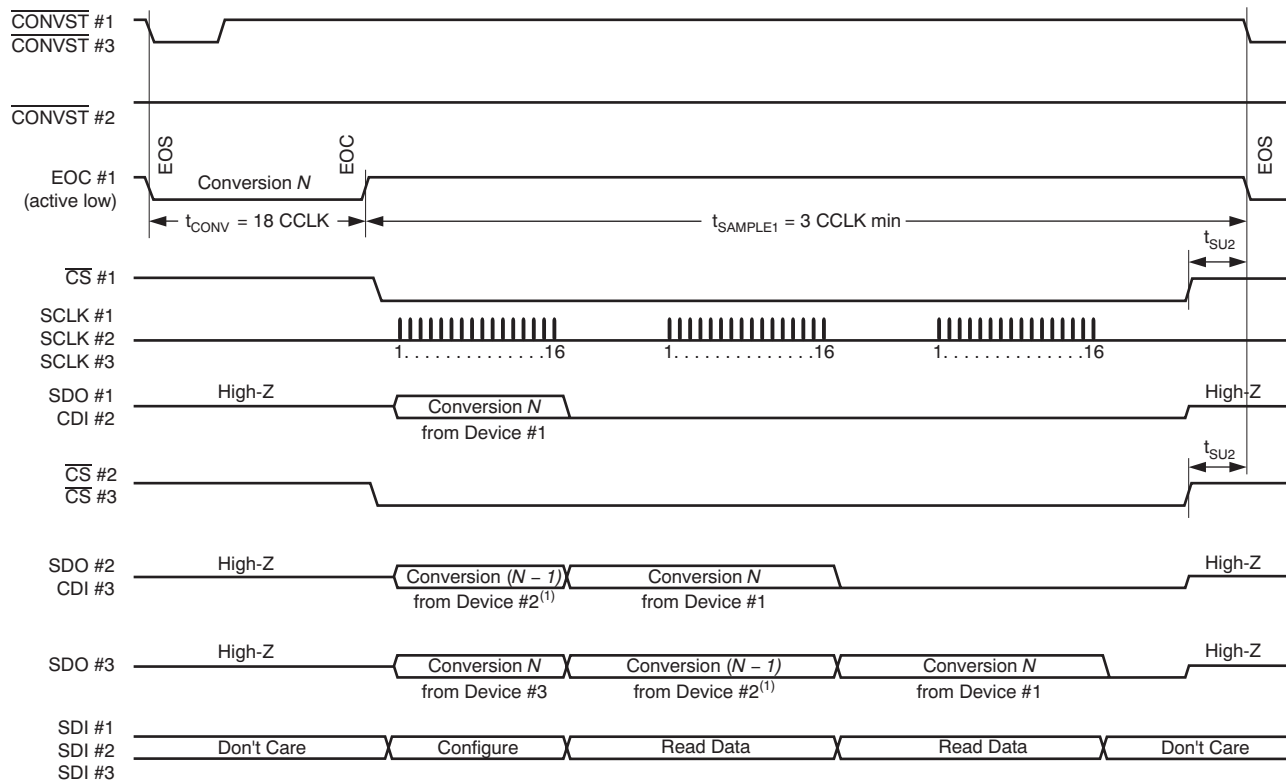 CONVST #1
CONVST #3
CONVST #2
EOS
EOC
EOS
EOC #1
(active low)
Conversion N
tCONV = 18 CCLK
tSAMPLE1 = 3 CCLK min
tSU2
CS #1
SCLK #1
SCLK #2
SCLK #3
1. . . . . . . . . . . . . . . .16
1. . . . . . . . . . . . . . . .16
1. . . . . . . . . . . . . . . .16
SDO #1
CDI #2
High-Z
Conversion N
from Device #1
High-Z
tSU2
CS #2
CS #3
SDO #2
CDI #3
High-Z
Conversion (N − 1)
from Device #2(1)
Conversion N
from Device #1
High-Z
SDO #3
High-Z
Conversion N
from Device #3
Conversion (N − 1)
from Device #2(1)
Conversion N
from Device #1
High-Z
SDI #1
SDI #2
SDI #3
Don't Care
Configure
Read Data
Read Data
Don't Care